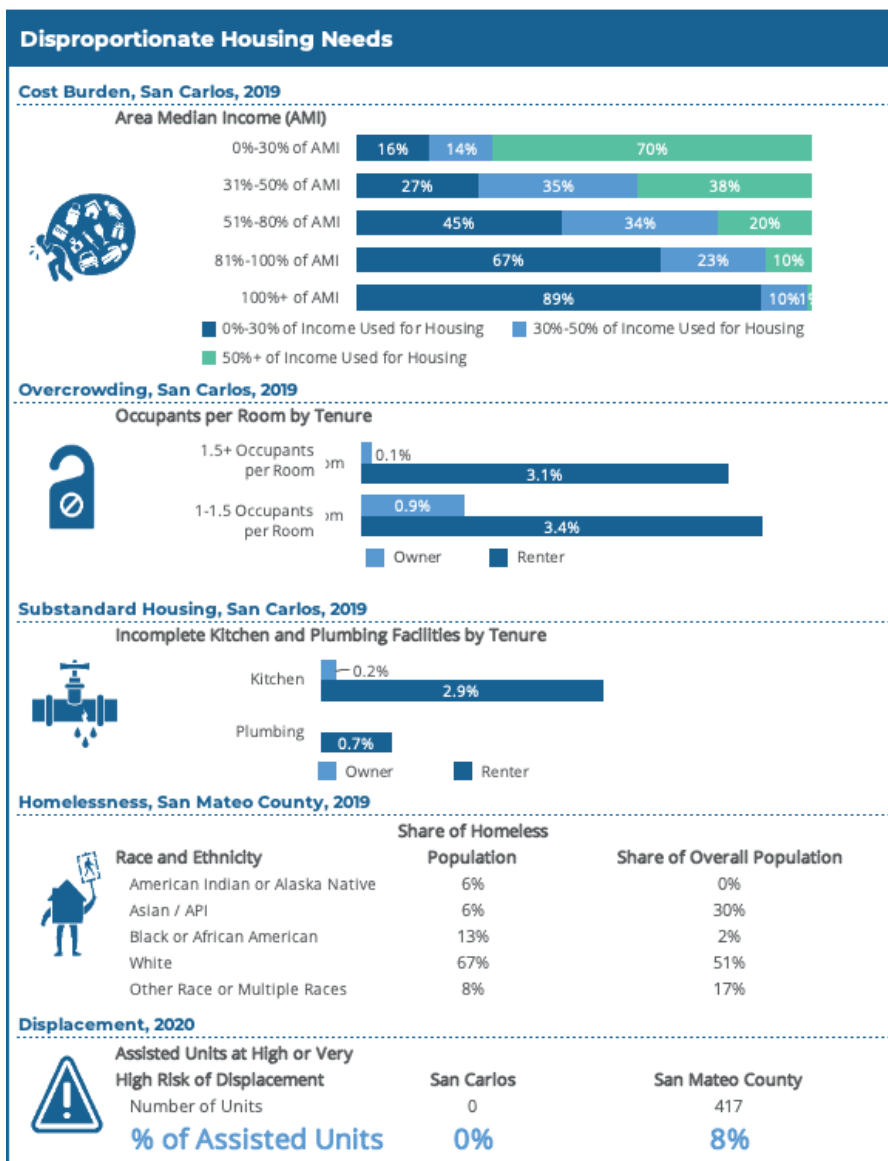 Disproportionate Housing Needs
Cost Burden, San Carlos, 2019
Area Median Income (AMI)
0%-30% of AMI 16% 14% 70%
31%-50% of AMI 27% 35% 38%
51%-80% of AMI 45% 34% 20%
81%-100% of AMI 67% 23% 10%
100%+ of AMI 89% 10% 1%
0%-30% of Income Used for Housing 30%-50% of Income Used for Housing
50%+ of Income Used for Housing
Overcrowding, San Carlos, 2019
Occupants per Room by Tenure
1.5+ Occupants
per Room
0.1%
3.1%
1-1.5 Occupants
per Room
0.9%
3.4%
Owner Renter
Substandard Housing, San Carlos, 2019
Incomplete Kitchen and Plumbing Facilities by Tenure
Kitchen
0.2%
2.9%
Plumbing
0.7%
Owner Renter
Homelessness, San Mateo County, 2019
Share of Homeless
Race and Ethnicity Population Share of Overall Population
American Indian or Alaska Native 6% 0%
Asian / API 6% 30%
Black or African American 13% 2%
White 67% 51%
Other Race or Multiple Races 8% 17%
Displacement, 2020
Assisted Units at High or Very
High Risk of Displacement San Carlos San Mateo County
Number of Units 0 417
% of Assisted Units 0% 8%